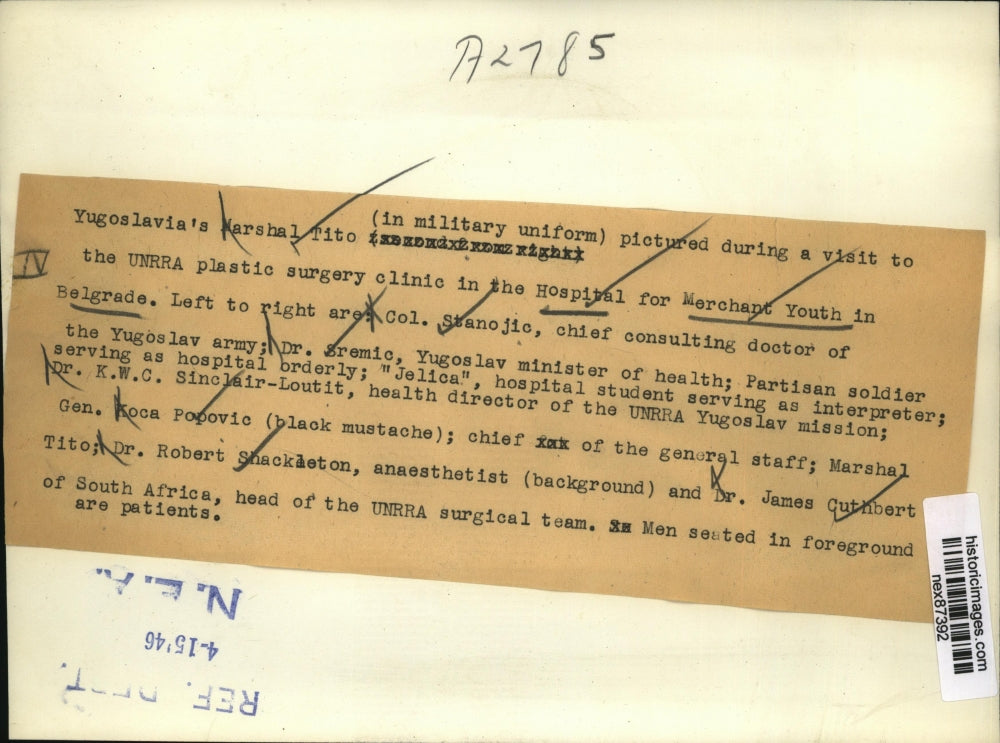 A2785
Yugoslavia's Marshal Tito (in military uniform) pictured during a visit to
the UNRRA plastic surgery clinic in the Hospital for Merchant Youth in
IV
Belgrade. Left to right are: Col. Stanojic, chief consulting doctor of
the Yugoslav army; Dr. Sremic, Yugoslav minister of health; Partisan soldier
serving as hospital orderly; "Jelica", hospital student serving as interpreter;
Dr. K.W.C. Sinclair-Loutit, health director of the UNRRA Yugoslav mission;
Gen. Koca Popovic (black mustache); chief of the general staff; Marshal
Tito; Dr. Robert Shackleton, anaesthetist (background) and Dr. James Cuthbert
of South Africa, head of the UNRRA surgical team. Men seated in foreground
are patients.
N.E.A.
4-15'46
REF. DEPT.
historicimages.com
nex87392